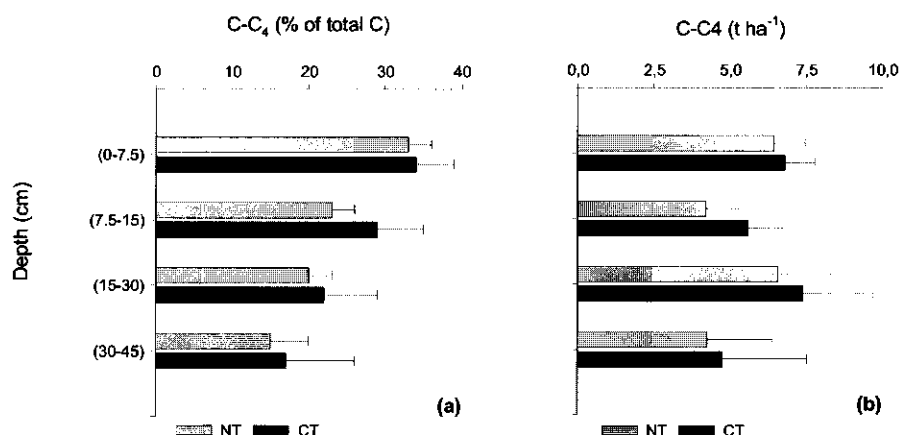 C-C₄ (% of total C)
0 10 20 30 40
Depth (cm)
(0-7.5)
(7.5-15)
(15-30)
(30-45)
(a)
NT CT
C-C4 (t ha⁻¹)
0,0 2,5 5,0 7,5 10,0
(b)
NT CT